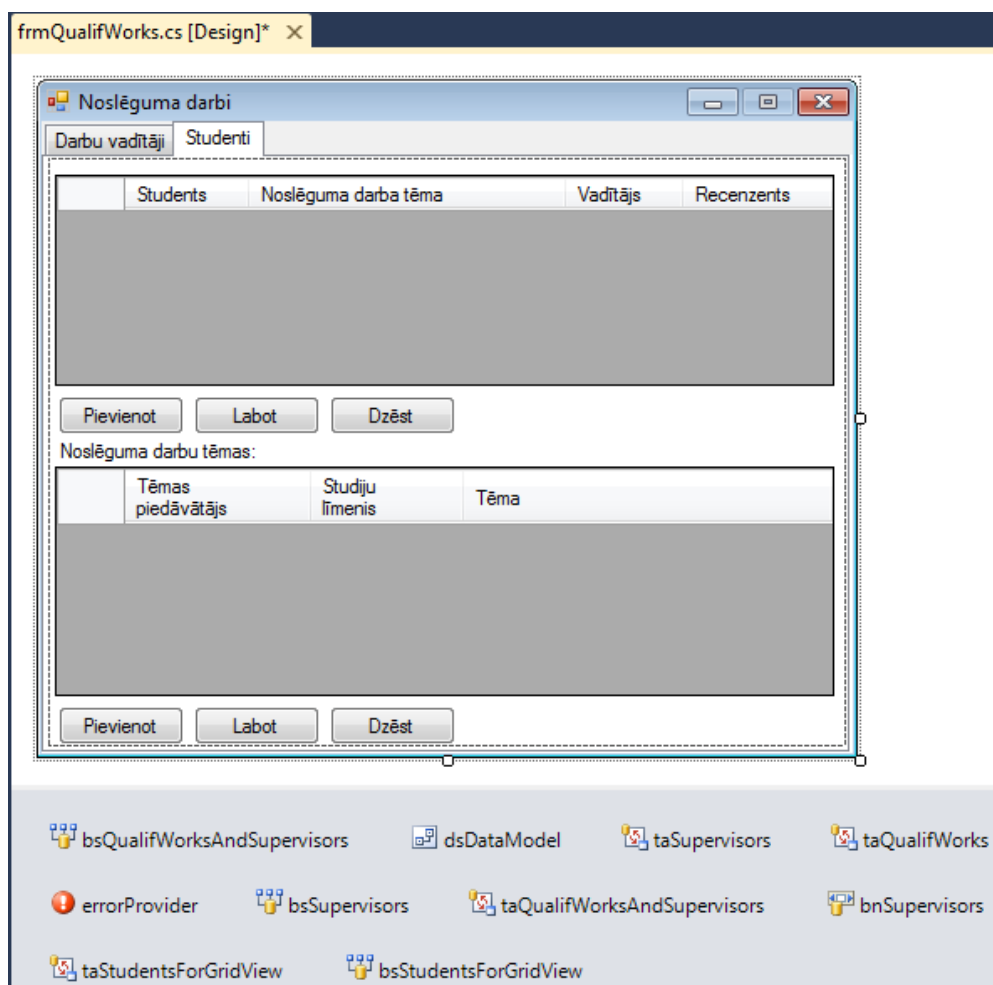 frmQualifWorks.cs [Design]*
Noslēguma darbi
Darbu vadītāji Studenti
Students Noslēguma darba tēma Vadītājs Recenzents
Pievienot Labot Dzēst
Noslēguma darbu tēmas:
Tēmas piedāvātājs Studiju līmenis Tēma
Pievienot Labot Dzēst
bsQualifWorksAndSupervisors dsDataModel taSupervisors taQualifWorks
errorProvider bsSupervisors taQualifWorksAndSupervisors bnSupervisors
taStudentsForGridView bsStudentsForGridView